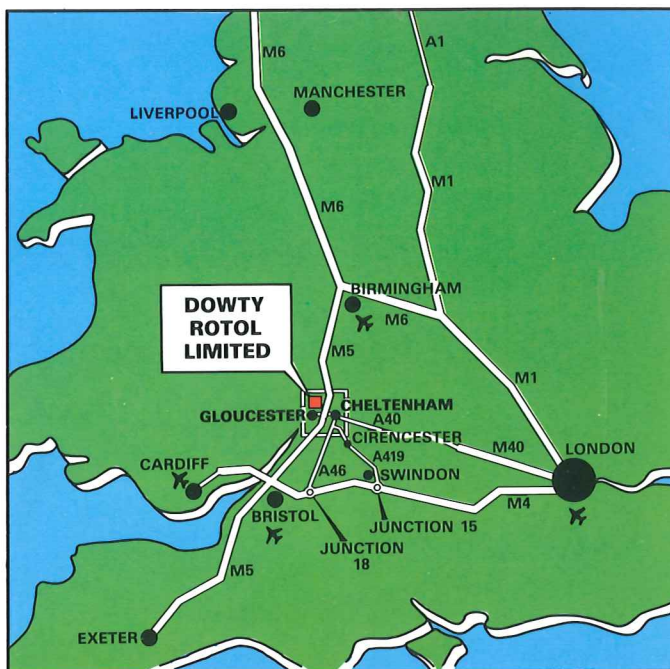 M6
A1
LIVERPOOL
MANCHESTER
M6
M1
BIRMINGHAM
M6
DOWTY
ROTOL
LIMITED
M5
M1
GLOUCESTER
CHELTENHAM
A40
CIRENCESTER
M40
LONDON
CARDIFF
A46
A419
SWINDON
M4
BRISTOL
JUNCTION 15
JUNCTION
18
M5
EXETER